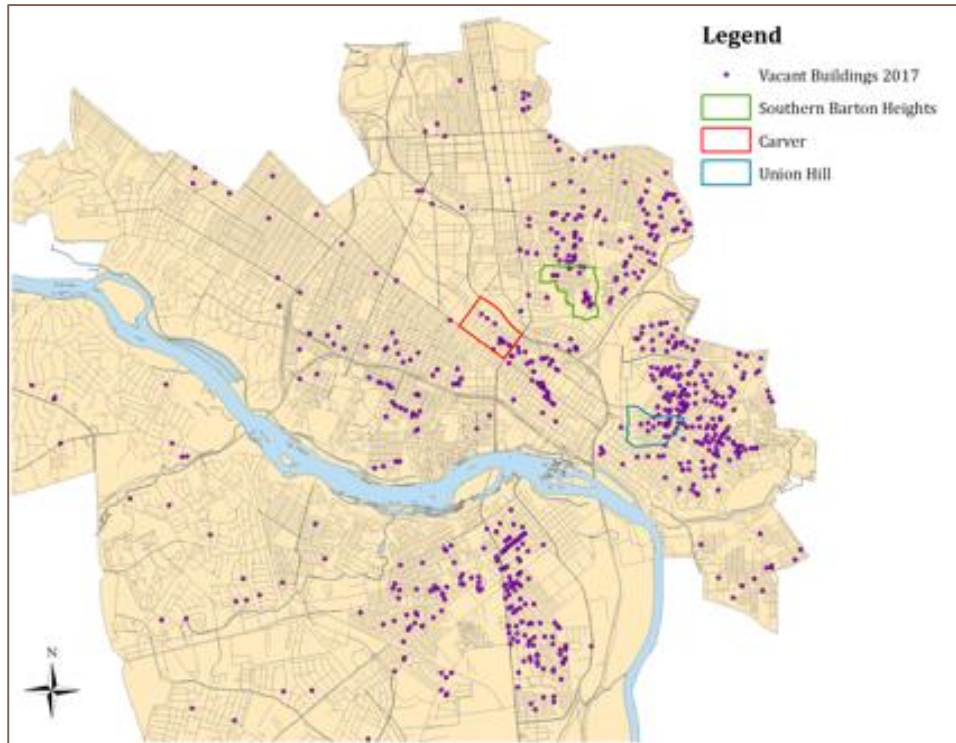 Legend
Vacant Buildings 2017
Southern Barton Heights
Carver
Union Hill
N